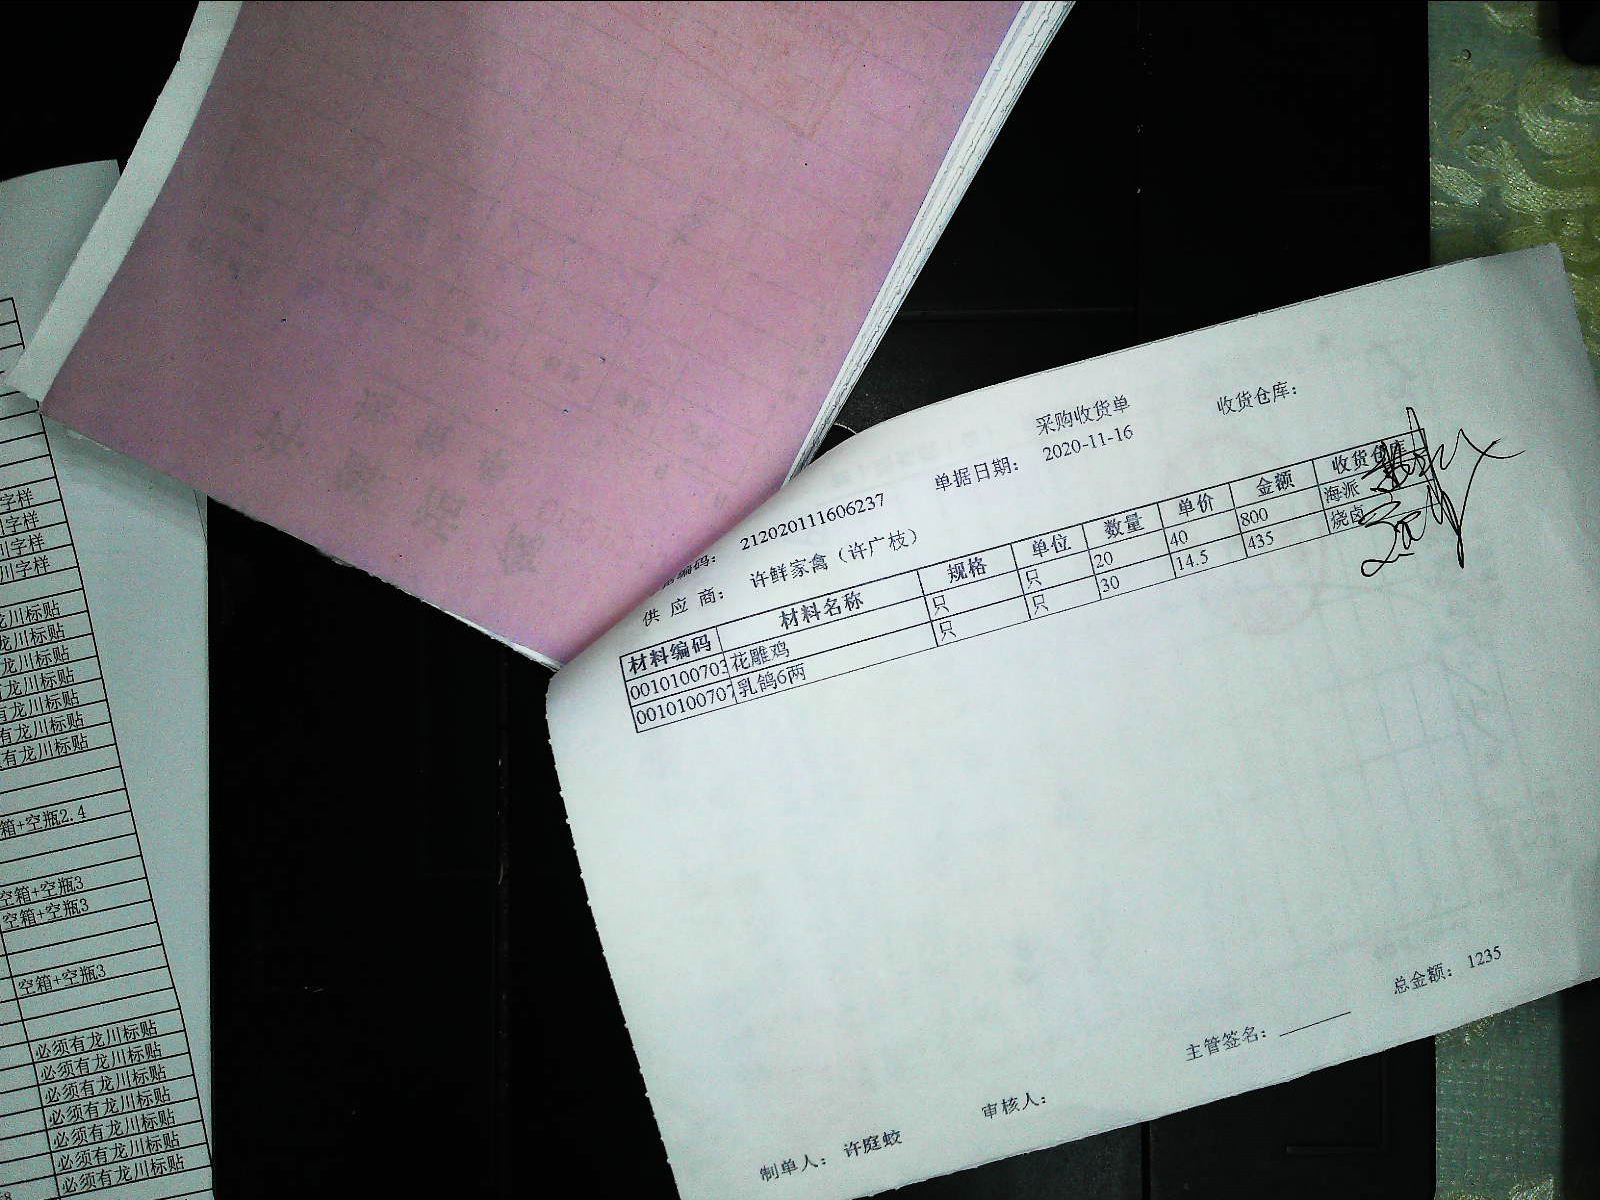 采购收货单
收货仓库：
编码： 212020111606237 单据日期： 2020-11-16
供 应 商： 许鲜家禽（许广枝）
材料编码 材料名称 规格 单位 数量 单价 金额 收货仓库
0010100703 花雕鸡 只 只 20 40 800 海派
0010100707 乳鸽6两 只 只 30 14.5 435 烧卤
总金额： 1235
主管签名：
审核人：
制单人： 许庭蛟
字样
字样
字样
川字样
龙川标贴
龙川标贴
龙川标贴
有龙川标贴
有龙川标贴
有龙川标贴
有龙川标贴
箱+空瓶2.4
空箱+空瓶3
空箱+空瓶3
空箱+空瓶3
必须有龙川标贴
必须有龙川标贴
必须有龙川标贴
必须有龙川标贴
必须有龙川标贴
必须有龙川标贴
必须有龙川标贴